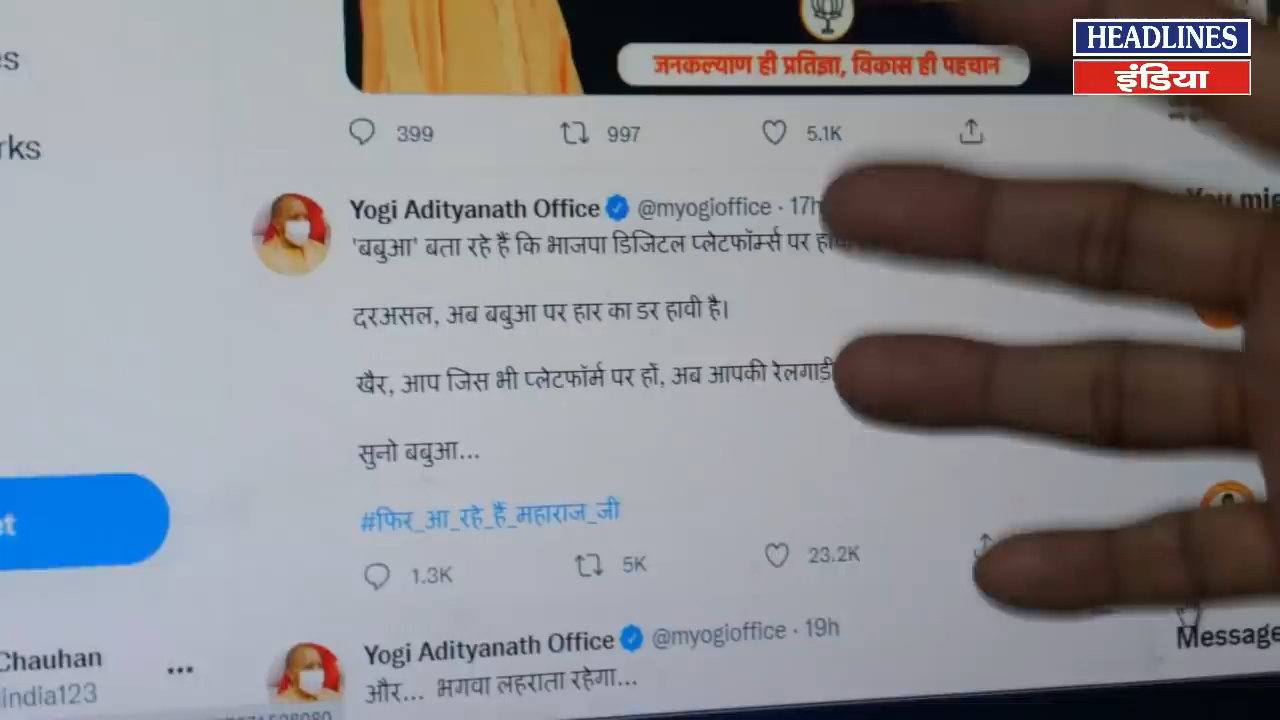 HEADLINES
इंडिया
जनकल्याण ही प्रतिज्ञा, विकास ही पहचान
rks
399 997 5.1K
Yogi Adityanath Office @myogioffice · 17h
'बबुआ' बता रहे हैं कि भाजपा डिजिटल प्लेटफॉर्म्स पर
दरअसल, अब बबुआ पर हार का डर हावी है।
खैर, आप जिस भी प्लेटफॉर्म पर हों, अब आपकी रेलगाड़ी
सुनो बबुआ...
#फिर_आ_रहे_हैं_महाराज_जी
1.3K 5K 23.2K
Yogi Adityanath Office @myogioffice · 19h
और... भगवा लहराता रहेगा...
Chauhan
india123
Message